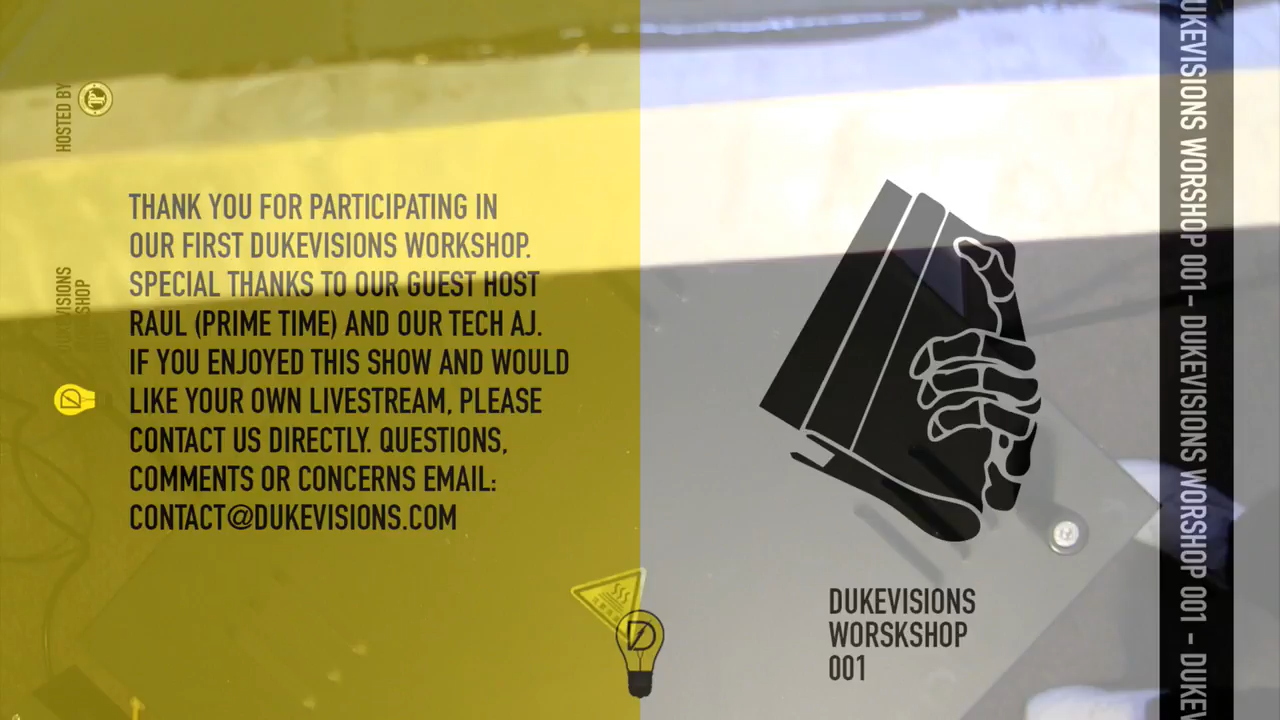 HOSTED BY
THANK YOU FOR PARTICIPATING IN
OUR FIRST DUKEVISIONS WORKSHOP.
SPECIAL THANKS TO OUR GUEST HOST
RAUL (PRIME TIME) AND OUR TECH AJ.
IF YOU ENJOYED THIS SHOW AND WOULD
LIKE YOUR OWN LIVESTREAM, PLEASE
CONTACT US DIRECTLY. QUESTIONS,
COMMENTS OR CONCERNS EMAIL:
CONTACT@DUKEVISIONS.COM
DUKEVISIONS
WORSKSHOP
001
DUKEVISIONS WORSHOP 001 - DUKEVISIONS WORSHOP 001 - DUKEV